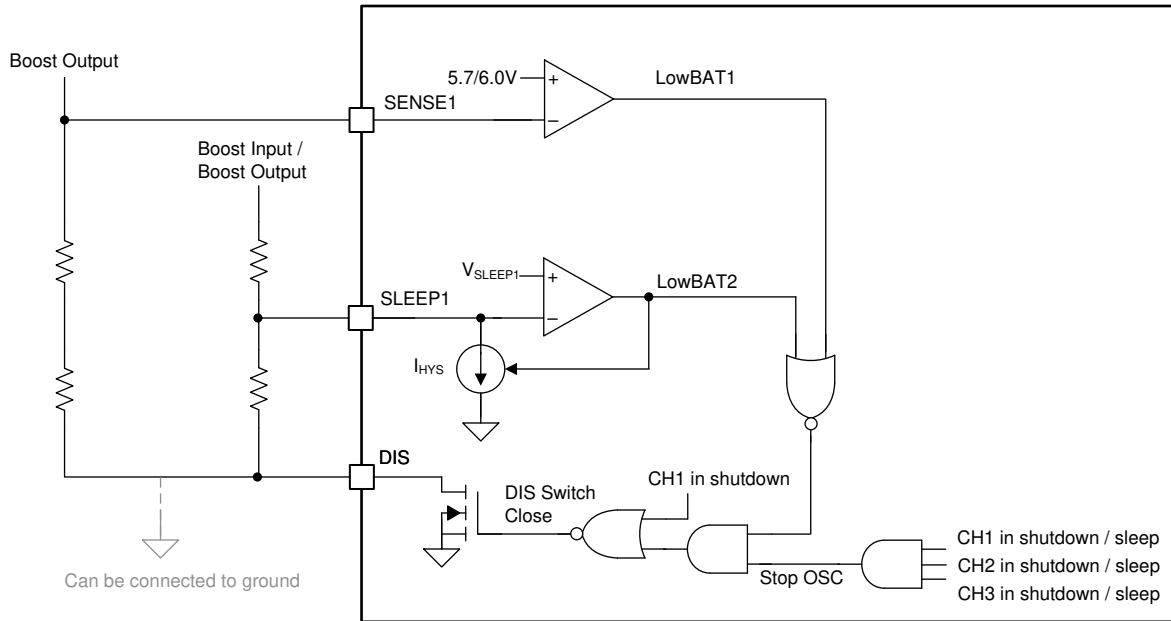 Boost Output
5.7/6.0V
+
−
LowBAT1
SENSE1
Boost Input /
Boost Output
VSLEEP1
+
−
LowBAT2
SLEEP1
IHYS
DIS
DIS Switch
Close
CH1 in shutdown
Stop OSC
CH1 in shutdown / sleep
CH2 in shutdown / sleep
CH3 in shutdown / sleep
Can be connected to ground